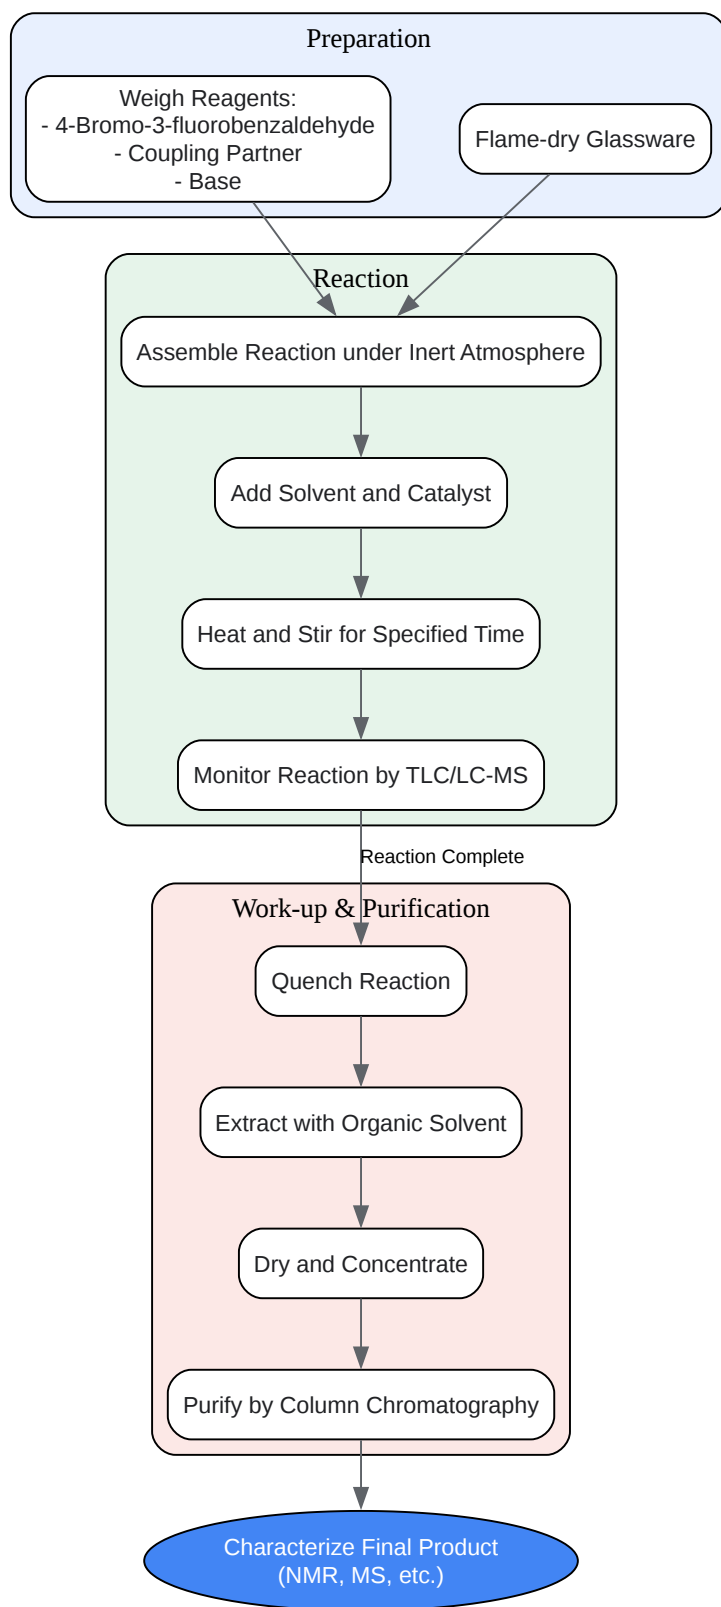 Preparation
Weigh Reagents:
- 4-Bromo-3-fluorobenzaldehyde
- Coupling Partner
- Base
Flame-dry Glassware
Reaction
Assemble Reaction under Inert Atmosphere
Add Solvent and Catalyst
Heat and Stir for Specified Time
Monitor Reaction by TLC/LC-MS
Reaction Complete
Work-up & Purification
Quench Reaction
Extract with Organic Solvent
Dry and Concentrate
Purify by Column Chromatography
Characterize Final Product
(NMR, MS, etc.)